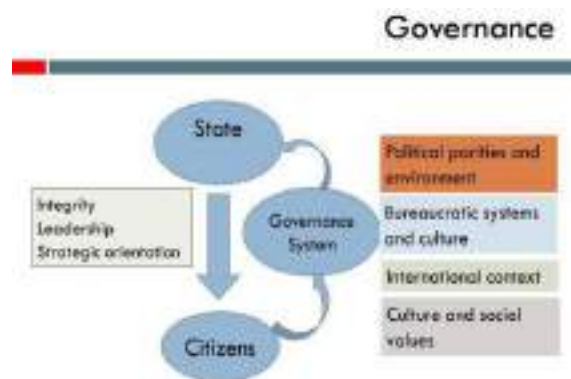 Governance
State
Integrity
Leadership
Strategic orientation
Governance
System
Citizens
Political parities and
environment
Bureaucratic systems
and culture
International context
Culture and social
values